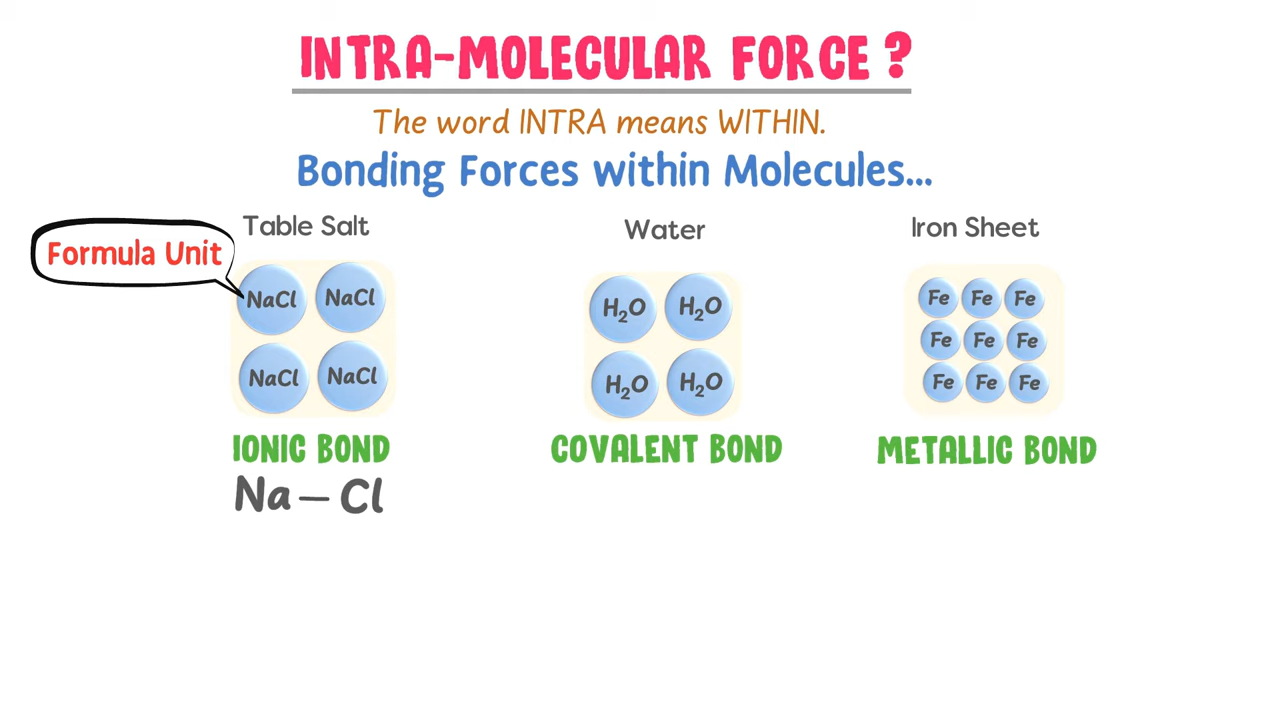 INTRA-MOLECULAR FORCE?
The word INTRA means WITHIN.
Bonding Forces within Molecules...
Table Salt
Water
Iron Sheet
Formula Unit
NaCl NaCl
NaCl NaCl
H₂O H₂O
H₂O H₂O
Fe Fe Fe
Fe Fe Fe
Fe Fe Fe
IONIC BOND
COVALENT BOND
METALLIC BOND
Na – Cl